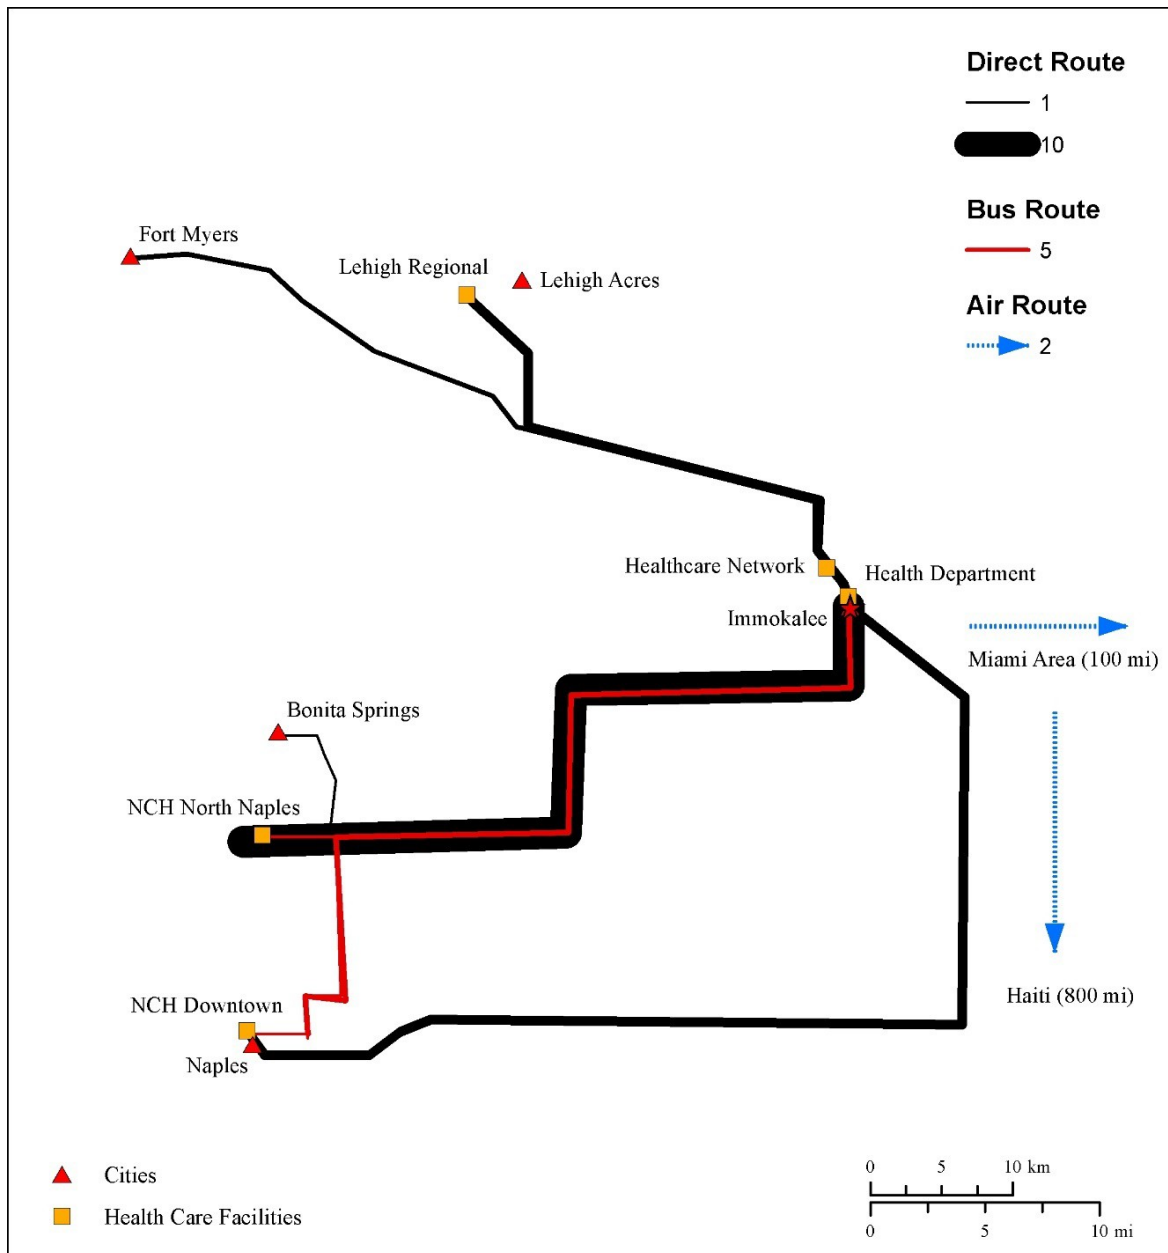 Direct Route
1
10
Bus Route
5
Air Route
2
Fort Myers
Lehigh Regional
Lehigh Acres
Healthcare Network
Health Department
Immokalee
Miami Area (100 mi)
Bonita Springs
NCH North Naples
NCH Downtown
Haiti (800 mi)
Naples
Cities
Health Care Facilities
0 5 10 km
0 5 10 mi